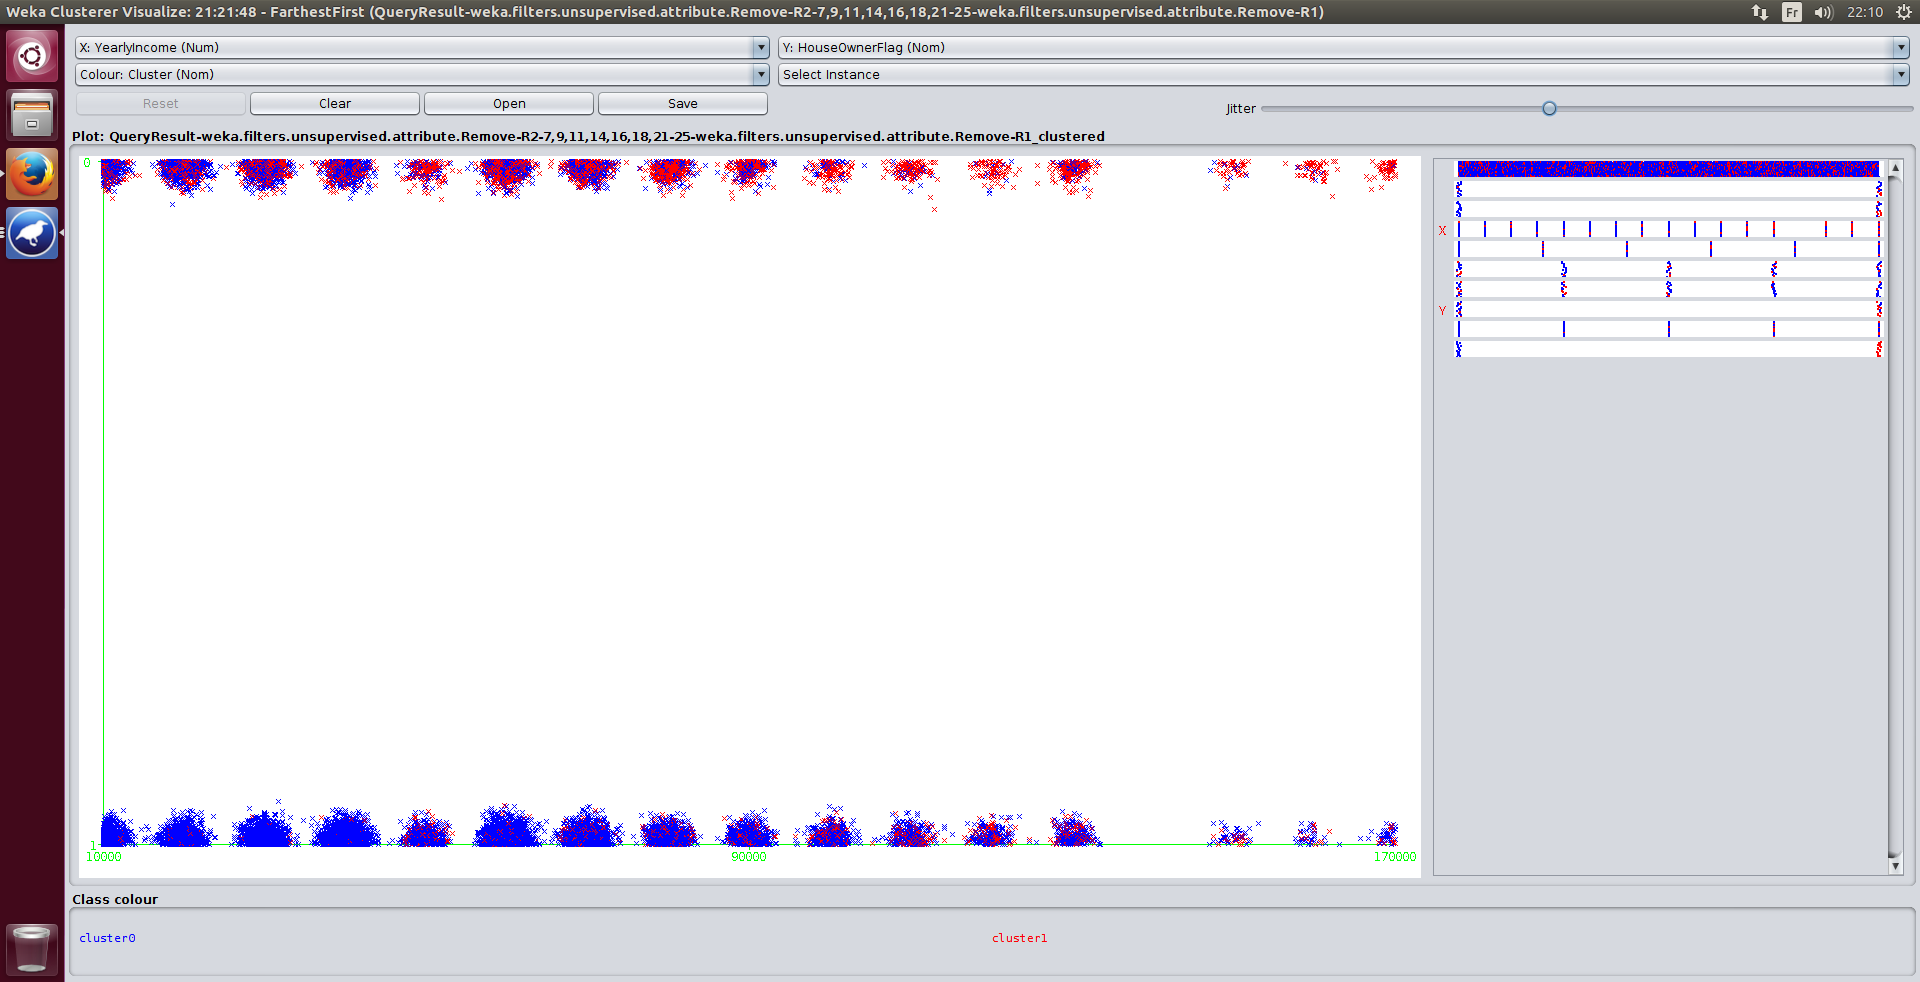 Weka Clusterer Visualize: 21:21:48 - FarthestFirst (QueryResult-weka.filters.unsupervised.attribute.Remove-R2-7,9,11,14,16,18,21-25-weka.filters.unsupervised.attribute.Remove-R1)
Fr
22:10
X: YearlyIncome (Num)
Y: HouseOwnerFlag (Nom)
Colour: Cluster (Nom)
Select Instance
Reset
Clear
Open
Save
Jitter
Plot: QueryResult-weka.filters.unsupervised.attribute.Remove-R2-7,9,11,14,16,18,21-25-weka.filters.unsupervised.attribute.Remove-R1_clustered
0
X
Y
1
10000
90000
170000
Class colour
cluster0
cluster1